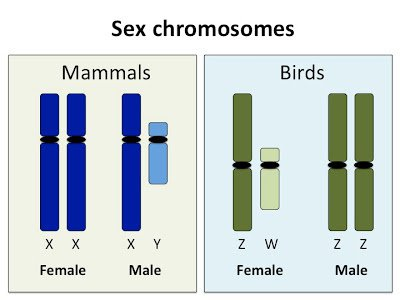 Sex chromosomes
Mammals
X X X Y
Female Male
Birds
Z W Z Z
Female Male